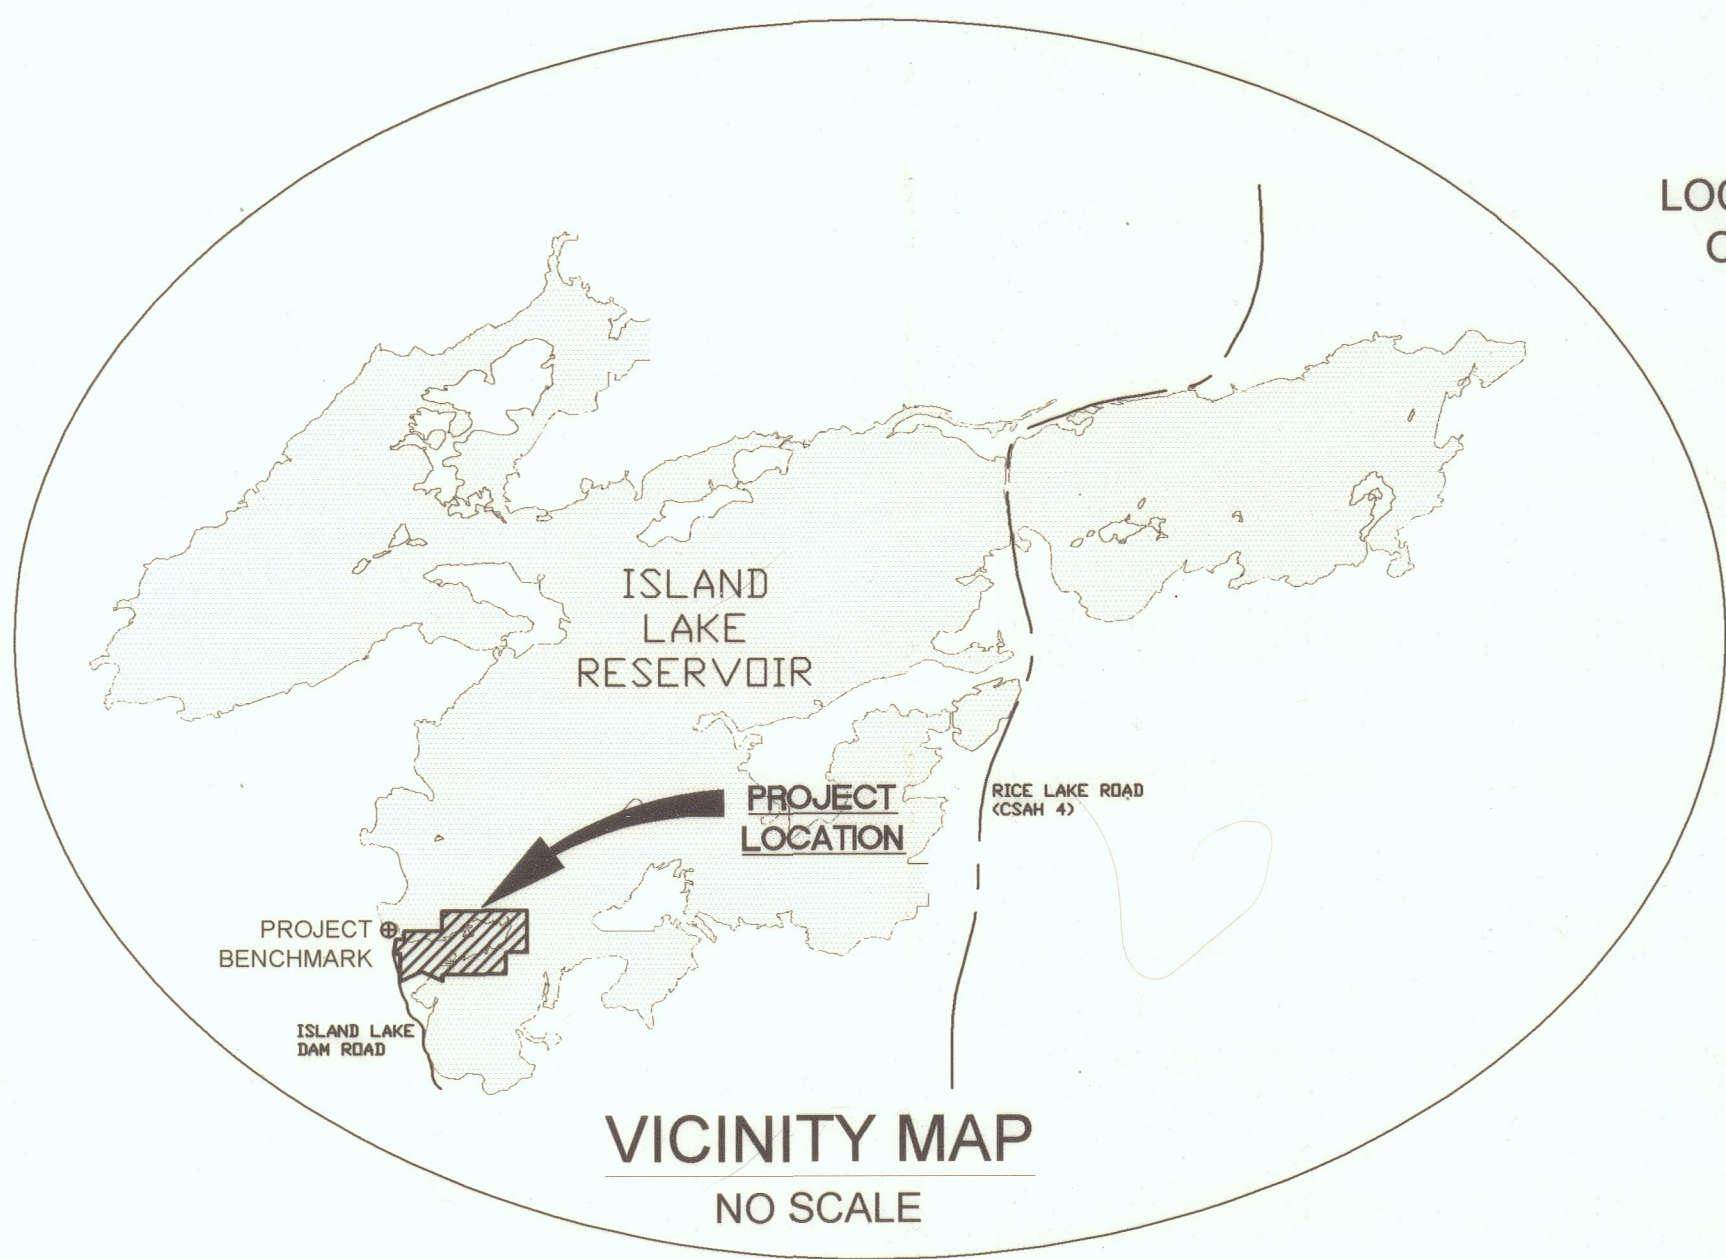 ISLAND
LAKE
RESERVOIR
PROJECT
LOCATION
RICE LAKE ROAD
(CSAH 4)
PROJECT
BENCHMARK
ISLAND LAKE
DAM ROAD
VICINITY MAP
NO SCALE